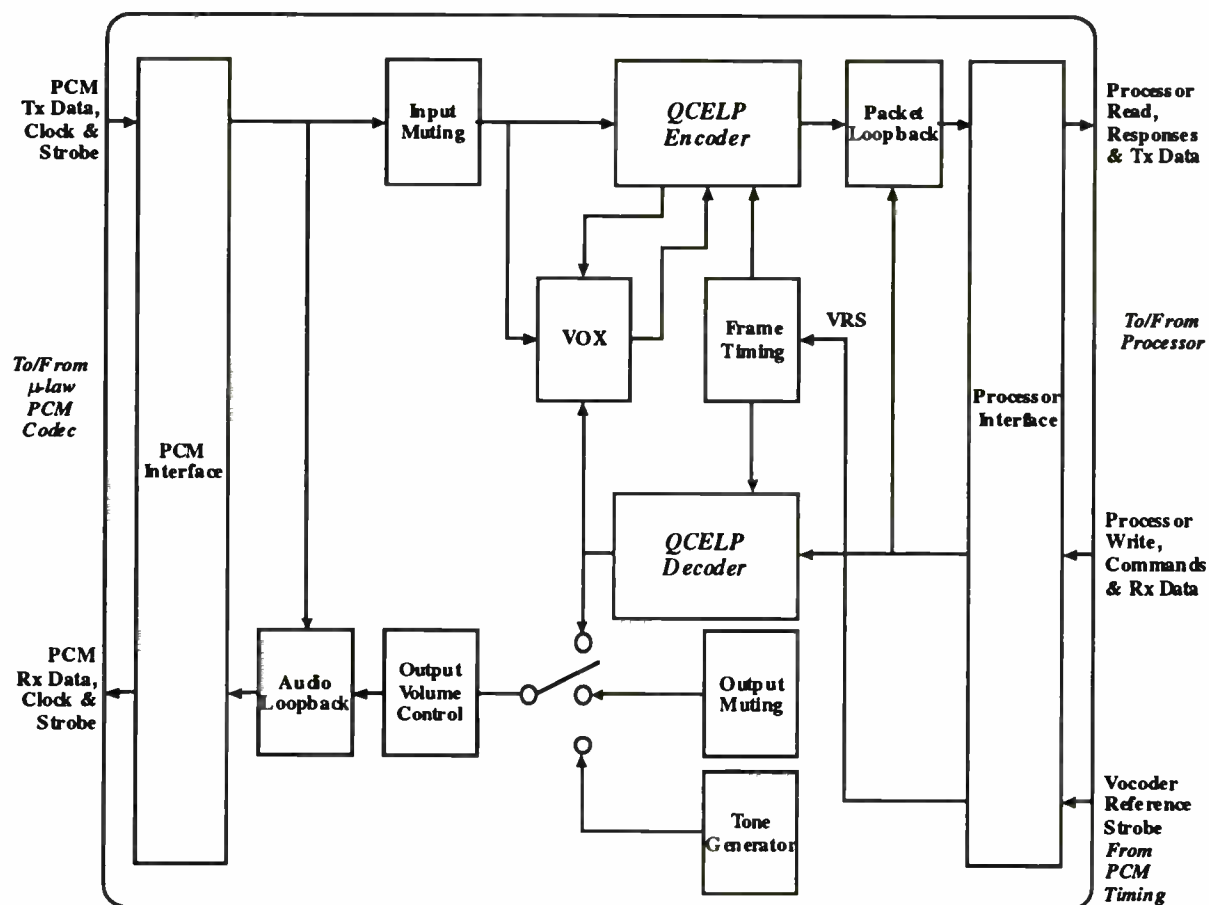 PCM
Tx Data,
Clock &
Strobe
Input
Muting
QCELP
Encoder
Packet
Loopback
Processor
Read,
Responses
& Tx Data
VOX
Frame
Timing
VRS
To/From
Processor
To/From
μ-law
PCM
Codec
PCM
Interface
Processor
Interface
QCELP
Decoder
Processor
Write,
Commands
& Rx Data
PCM
Rx Data,
Clock &
Strobe
Audio
Loopback
Output
Volume
Control
Output
Muting
Tone
Generator
Vocoder
Reference
Strobe
From
PCM
Timing